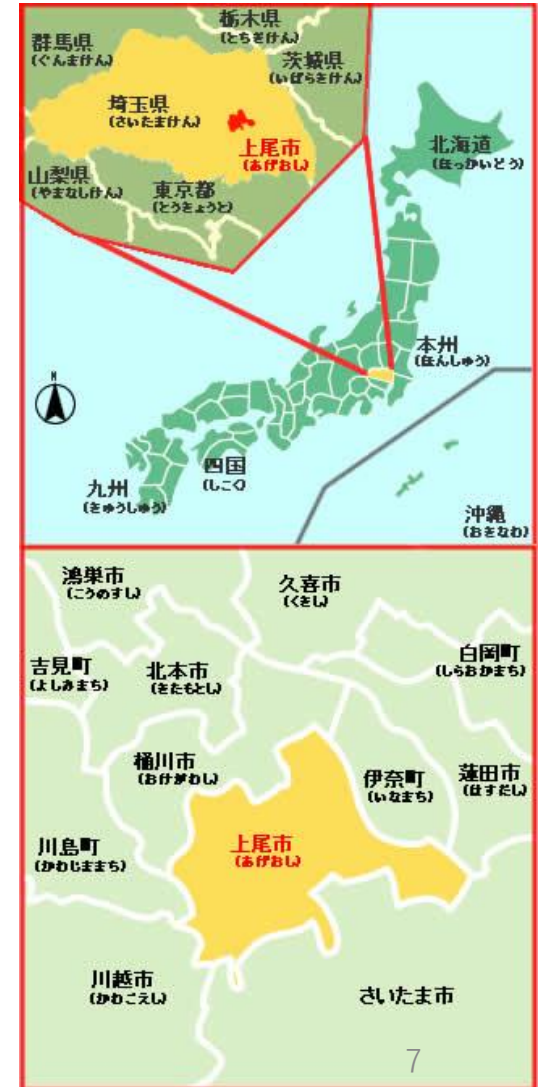 栃木県
(とちぎけん)
群馬県
(ぐんまけん)
茨城県
(いばらきけん)
埼玉県
(さいたまけん)
上尾市
(あげおし)
山梨県
(やまなしけん)
東京都
(とうきょうと)
北海道
(ほっかいどう)
本州
(ほんしゅう)
N
四国
(しこく)
九州
(きゅうしゅう)
沖縄
(おきなわ)
鴻巣市
(こうのすし)
久喜市
(くきし)
白岡町
(しらおかまち)
吉見町
(よしみまち)
北本市
(きたもとし)
桶川市
(おけがわし)
伊奈町
(いなまち)
蓮田市
(はすだし)
上尾市
(あげおし)
川島町
(かわじままち)
川越市
(かわごえし)
さいたま市
7